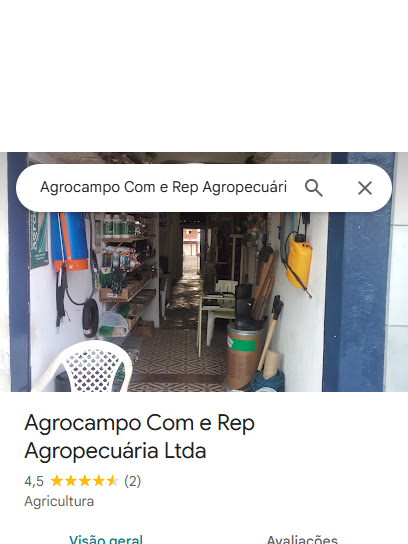 Agrocampo Com e Rep Agropecuári
Agrocampo Com e Rep
Agropecuária Ltda
4,5 (2)
Agricultura
Visão geral Avaliações